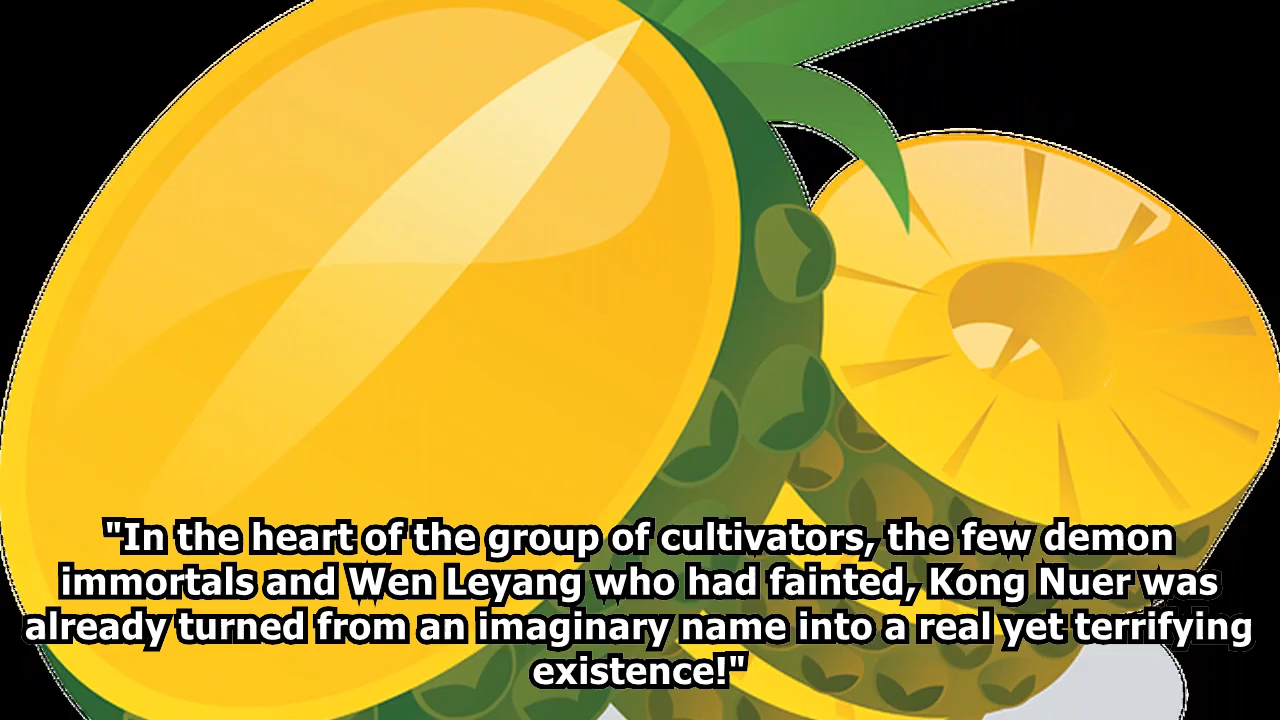 "In the heart of the group of cultivators, the few demon
immortals and Wen Leyang who had fainted, Kong Nuer was
already turned from an imaginary name into a real yet terrifying
existence!"